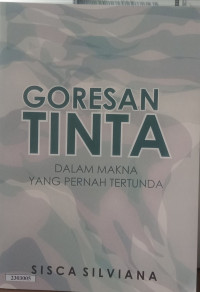 GORESAN
TINTA
DALAM MAKNA
YANG PERNAH TERTUNDA
SISCA SILVIANA